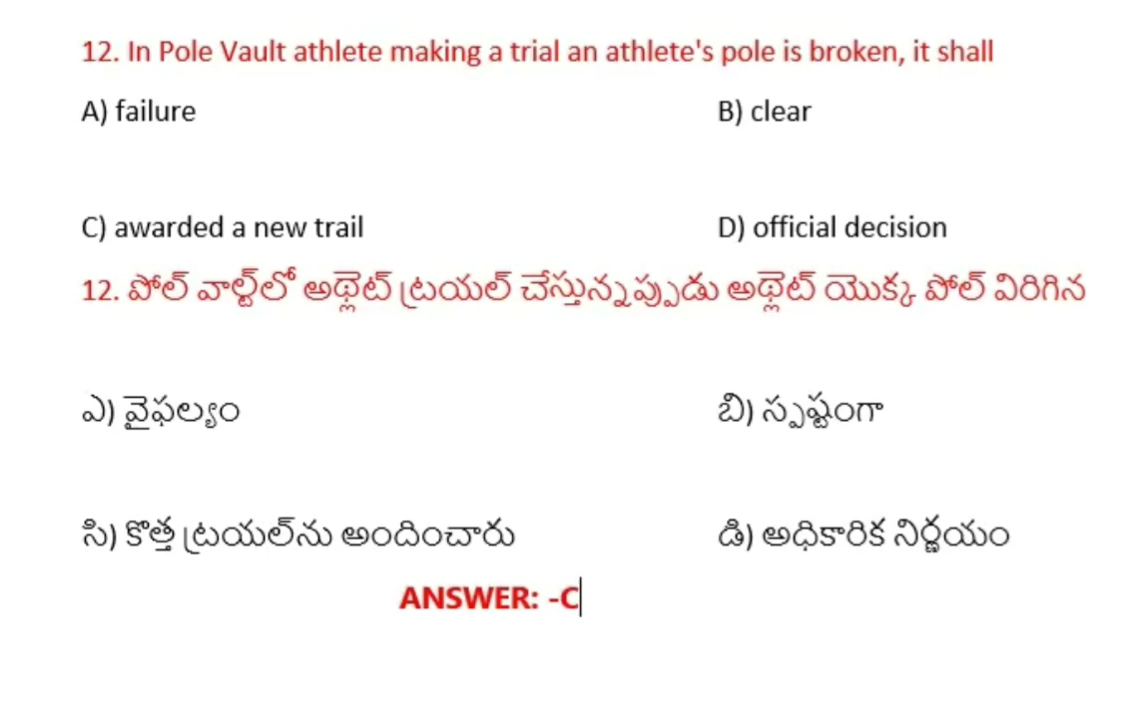 12. In Pole Vault athlete making a trial an athlete's pole is broken, it shall
A) failure B) clear
C) awarded a new trail D) official decision
12. పోల్ వాల్ట్‌లో అథ్లెట్ ట్రయల్ చేస్తున్నప్పుడు అథ్లెట్ యొక్క పోల్ విరిగిన
ఎ) వైఫల్యం బి) స్పష్టంగా
సి) కొత్త ట్రయల్‌ను అందించారు డి) అధికారిక నిర్ణయం
ANSWER: -C